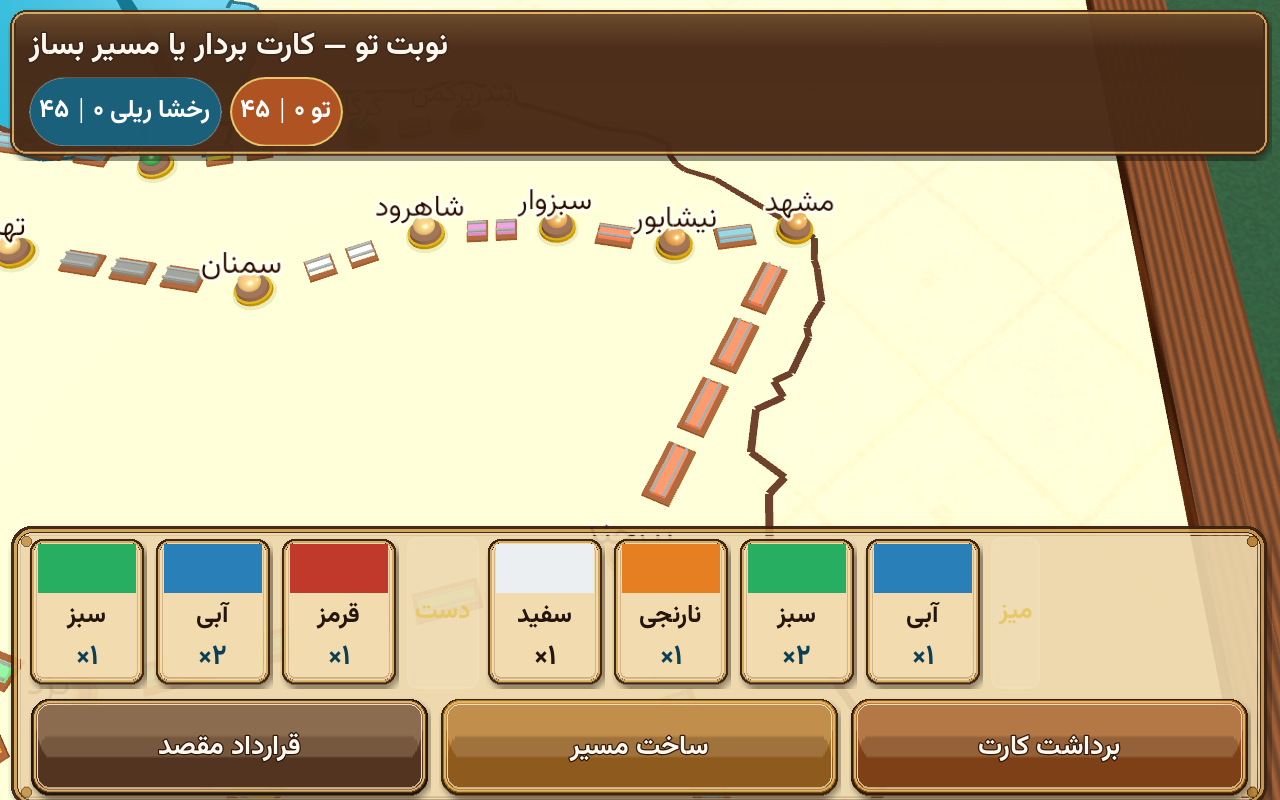 نوبت تو – کارت بردار یا مسیر بساز
تو ۰ | ۴۵
رخشا ریلی ۰ | ۴۵
مشهد
نیشابور
سبزوار
شاهرود
سمنان
میز
آبی
×۱
سبز
×۲
نارنجی
×۱
سفید
×۱
دست
قرمز
×۱
آبی
×۲
سبز
×۱
برداشت کارت
ساخت مسیر
قرارداد مقصد